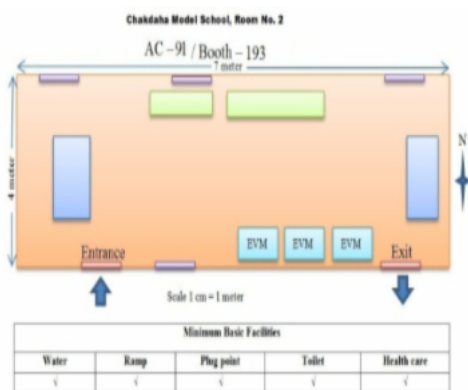 Chakdaha Model School, Room No. 2
AC – 91 / Booth – 193
7 meter
4 meter
N
EVM EVM EVM
Entrance Exit
Scale 1 cm = 1 meter
Minimum Basic Facilities
Water Ramp Plug point Toilet Health care
√ √ √ √ √